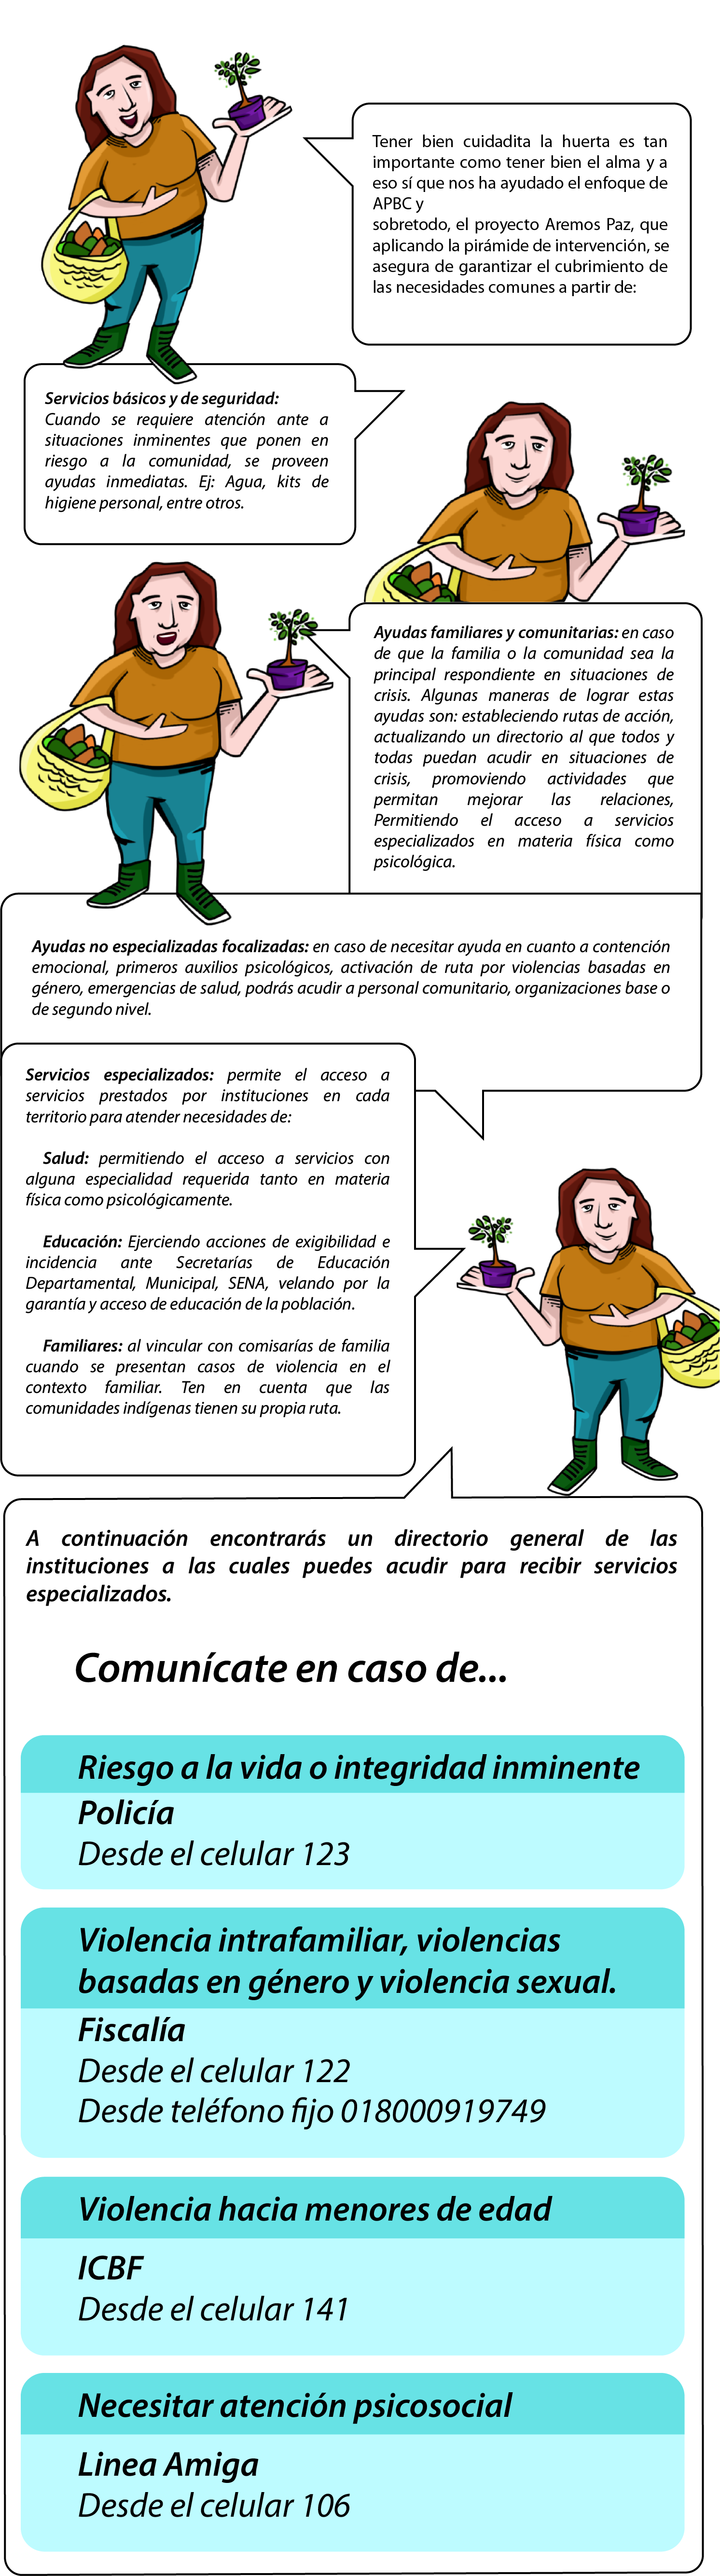 Tener bien cuidadita la huerta es tan
importante como tener bien el alma y a
eso sí que nos ha ayudado el enfoque de
APBC y
sobretodo, el proyecto Aremos Paz, que
aplicando la pirámide de intervención, se
asegura de garantizar el cubrimiento de
las necesidades comunes a partir de:
Servicios básicos y de seguridad:
Cuando se requiere atención ante a
situaciones inminentes que ponen en
riesgo a la comunidad, se proveen
ayudas inmediatas. Ej: Agua, kits de
higiene personal, entre otros.
Ayudas familiares y comunitarias: en caso
de que la familia o la comunidad sea la
principal respondiente en situaciones de
crisis. Algunas maneras de lograr estas
ayudas son: estableciendo rutas de acción,
actualizando un directorio al que todos y
todas puedan acudir en situaciones de
crisis, promoviendo actividades que
permitan mejorar las relaciones,
Permitiendo el acceso a servicios
especializados en materia física como
psicológica.
Ayudas no especializadas focalizadas: en caso de necesitar ayuda en cuanto a contención
emocional, primeros auxilios psicológicos, activación de ruta por violencias basadas en
género, emergencias de salud, podrás acudir a personal comunitario, organizaciones base o
de segundo nivel.
Servicios especializados: permite el acceso a
servicios prestados por instituciones en cada
territorio para atender necesidades de:
Salud: permitiendo el acceso a servicios con
alguna especialidad requerida tanto en materia
física como psicológicamente.
Educación: Ejerciendo acciones de exigibilidad e
incidencia ante Secretarías de Educación
Departamental, Municipal, SENA, velando por la
garantía y acceso de educación de la población.
Familiares: al vincular con comisarías de familia
cuando se presentan casos de violencia en el
contexto familiar. Ten en cuenta que las
comunidades indígenas tienen su propia ruta.
A continuación encontrarás un directorio general de las
instituciones a las cuales puedes acudir para recibir servicios
especializados.
Comunícate en caso de...
Riesgo a la vida o integridad inminente
Policía
Desde el celular 123
Violencia intrafamiliar, violencias
basadas en género y violencia sexual.
Fiscalía
Desde el celular 122
Desde teléfono fijo 018000919749
Violencia hacia menores de edad
ICBF
Desde el celular 141
Necesitar atención psicosocial
Linea Amiga
Desde el celular 106